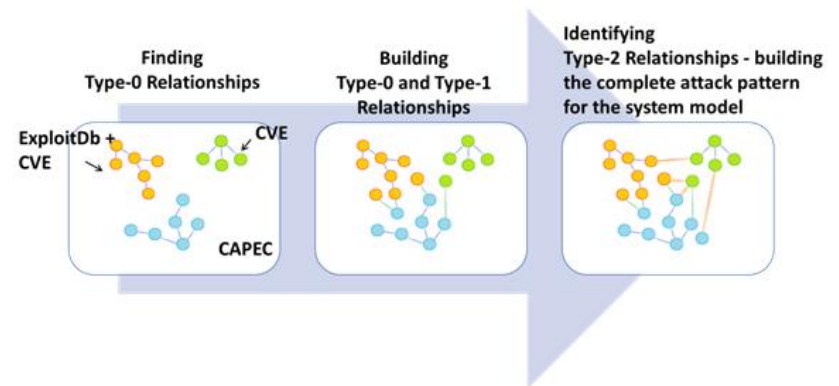 Finding
Type-0 Relationships
Building
Type-0 and Type-1
Relationships
Identifying
Type-2 Relationships - building
the complete attack pattern
for the system model
ExploitDb +
CVE
CVE
CAPEC